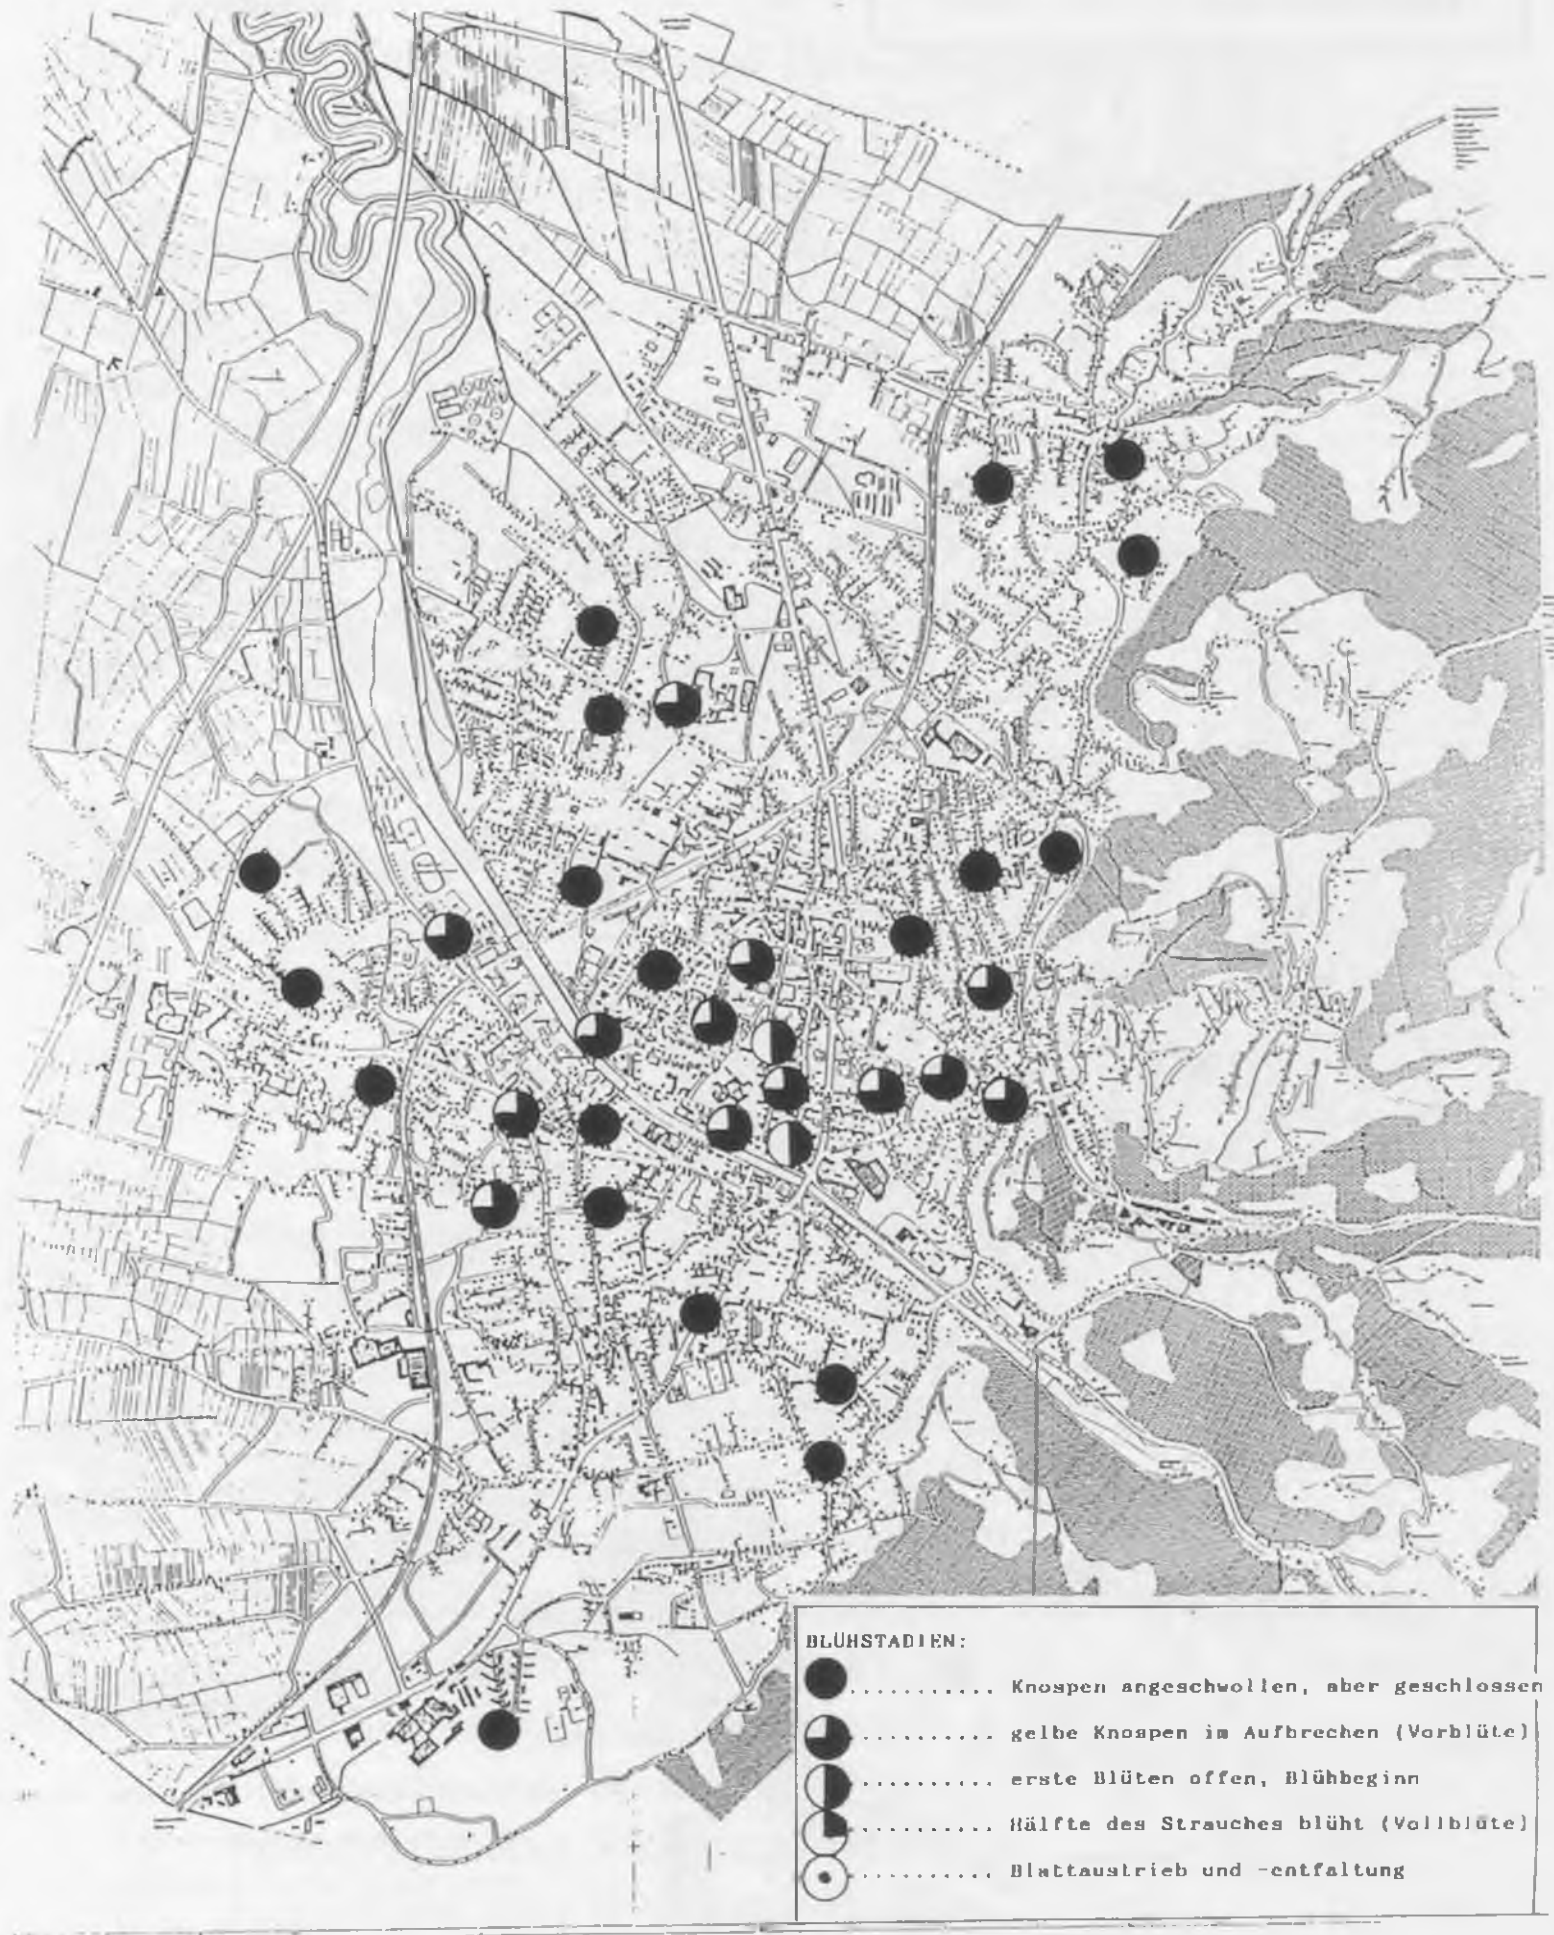 BLÜHSTADIEN:
............ Knospen angeschwollen, aber geschlossen
.......... gelbe Knospen im Aufbrechen (Vorblüte)
.......... erste Blüten offen, Blühbeginn
.......... Hälfte des Strauches blüht (Vollblüte)
.......... Blattaustrieb und -entfaltung